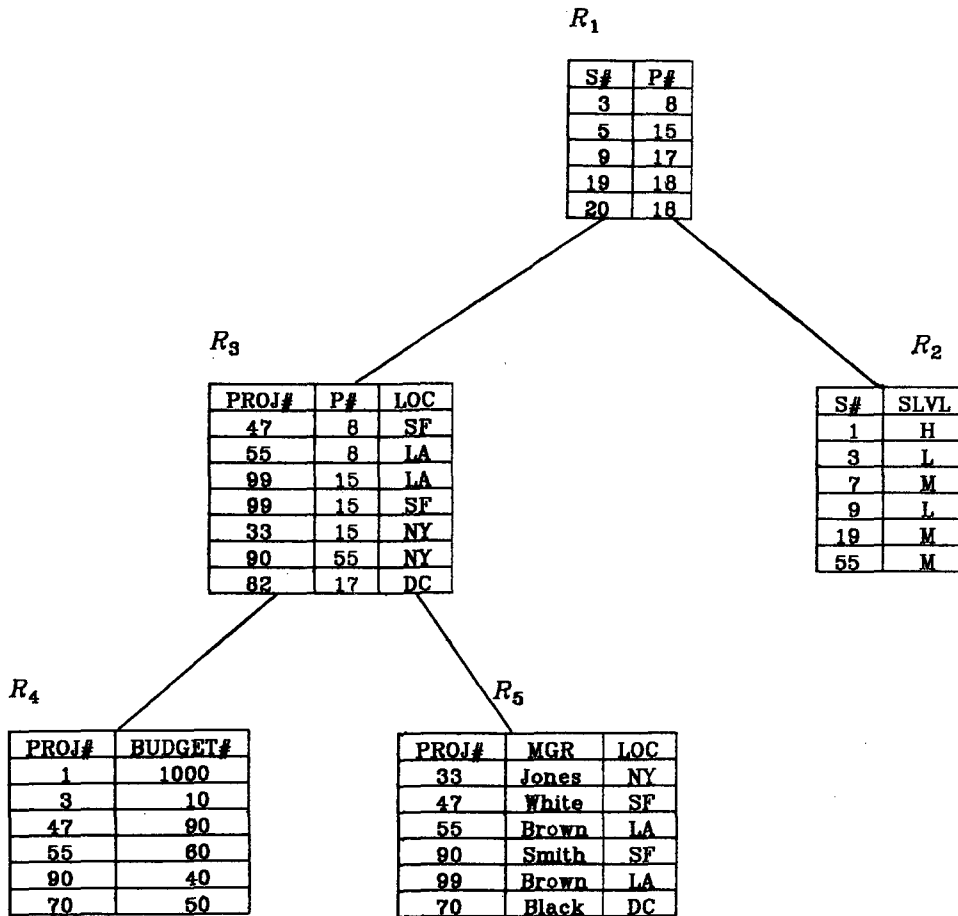 R1
S# P#
3 8
5 15
9 17
19 18
20 18
R3
PROJ# P# LOC
47 8 SF
55 8 LA
99 15 LA
99 15 SF
33 15 NY
90 55 NY
82 17 DC
R2
S# SLVL
1 H
3 L
7 M
9 L
19 M
55 M
R4
PROJ# BUDGET#
1 1000
3 10
47 90
55 60
90 40
70 50
R5
PROJ# MGR LOC
33 Jones NY
47 White SF
55 Brown LA
90 Smith SF
99 Brown LA
70 Black DC